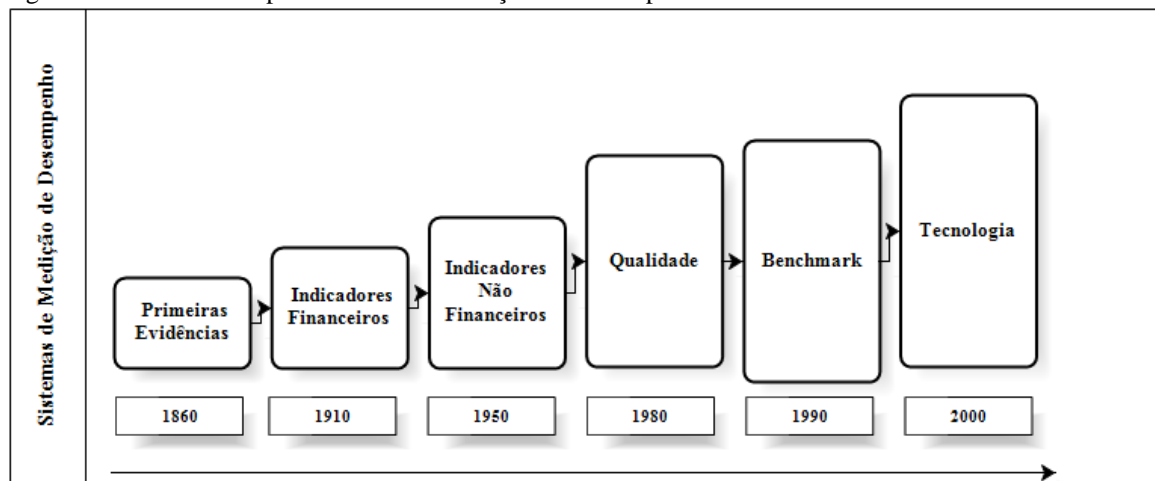 Sistemas de Medição de Desempenho
Primeiras
Evidências
Indicadores
Financeiros
Indicadores
Não
Financeiros
Qualidade
Benchmark
Tecnologia
1860
1910
1950
1980
1990
2000